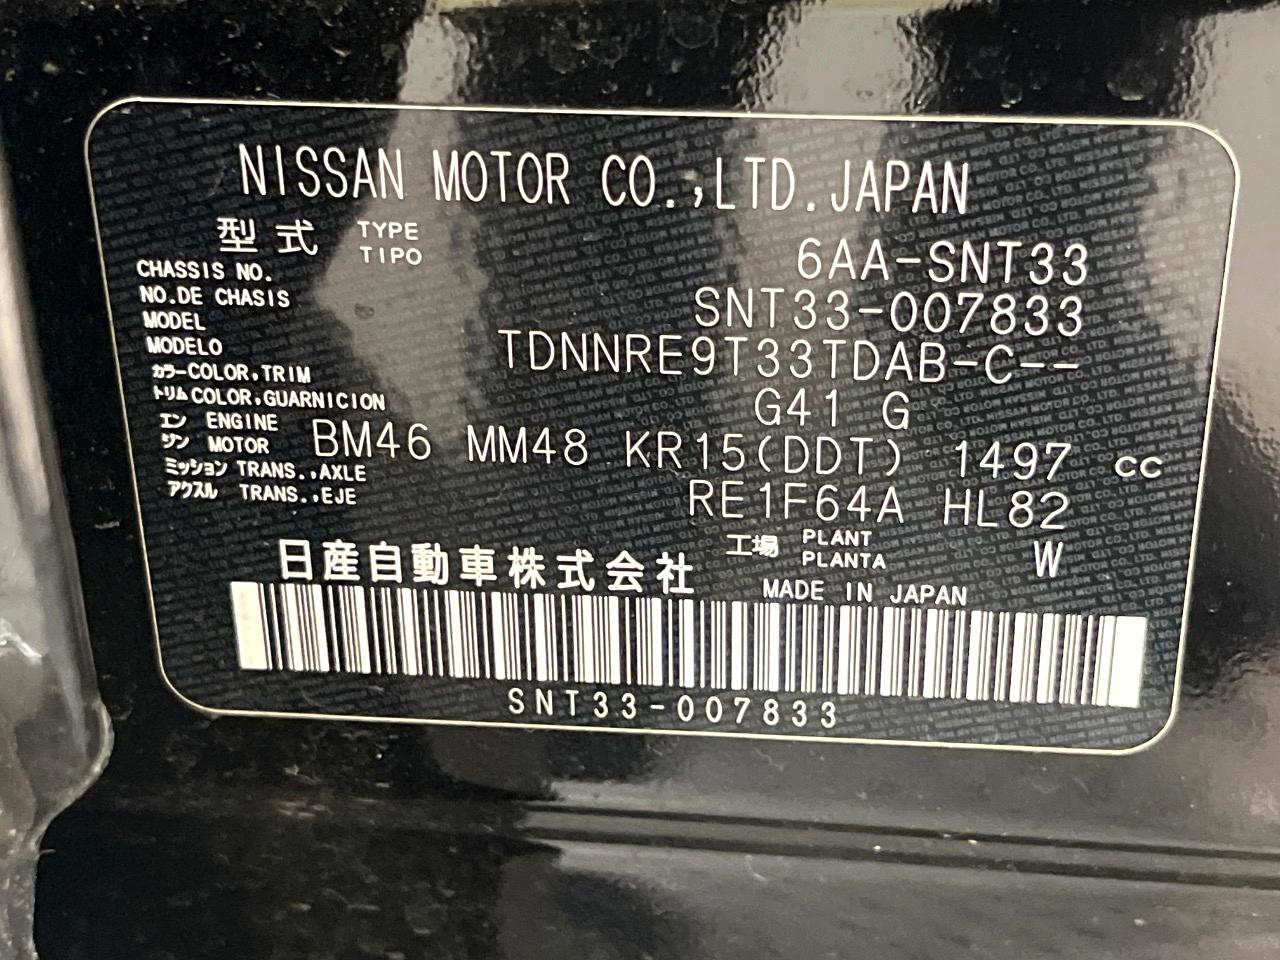 NISSAN MOTOR CO.,LTD.JAPAN
型式 TYPE TIPO 6AA-SNT33
CHASSIS NO.
NO.DE CHASIS SNT33-007833
MODEL
MODELO TDNNRE9T33TDAB-C--
カラー COLOR,TRIM
トリム COLOR,GUARNICION G41 G
エンジン ENGINE MOTOR BM46 MM48 KR15(DDT) 1497 cc
ミッション TRANS.,AXLE
アクスル TRANS.,EJE RE1F64A HL82
工場 PLANT PLANTA W
日産自動車株式会社 MADE IN JAPAN
SNT33-007833